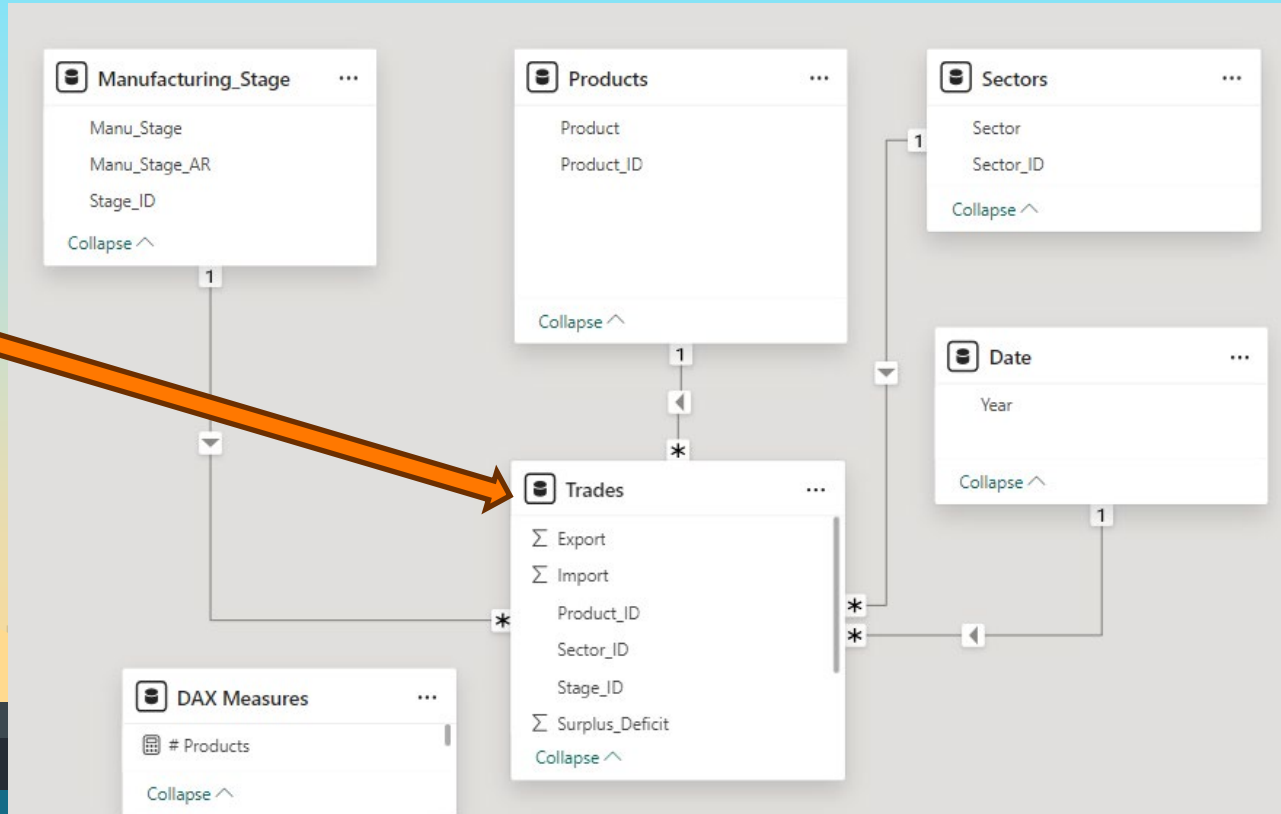 Manufacturing_Stage ...
Manu_Stage
Manu_Stage_AR
Stage_ID
Collapse
1
Products ...
Product
Product_ID
Collapse
1
*
Sectors ...
Sector
Sector_ID
Collapse
1
*
Date ...
Year
Collapse
1
*
Trades ...
Σ Export
Σ Import
Product_ID
Sector_ID
Stage_ID
Σ Surplus_Deficit
Collapse
*
DAX Measures ...
# Products
Collapse